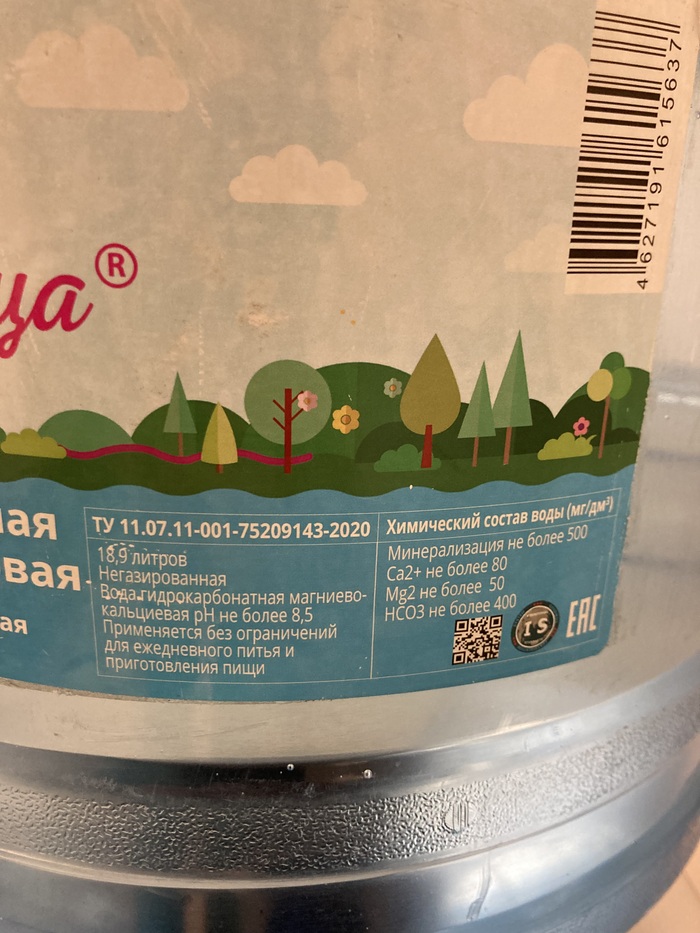 4627191615637
ца®
ная
вая
ая
ТУ 11.07.11-001-75209143-2020
18,9 литров
Негазированная
Вода гидрокарбонатная магниево-
кальциевая pH не более 8,5
Применяется без ограничений
для ежедневного питья и
приготовления пищи
Химический состав воды (мг/дм³)
Минерализация не более 500
Ca2+ не более 80
Mg2 не более 50
HCO3 не более 400
IS
EAC